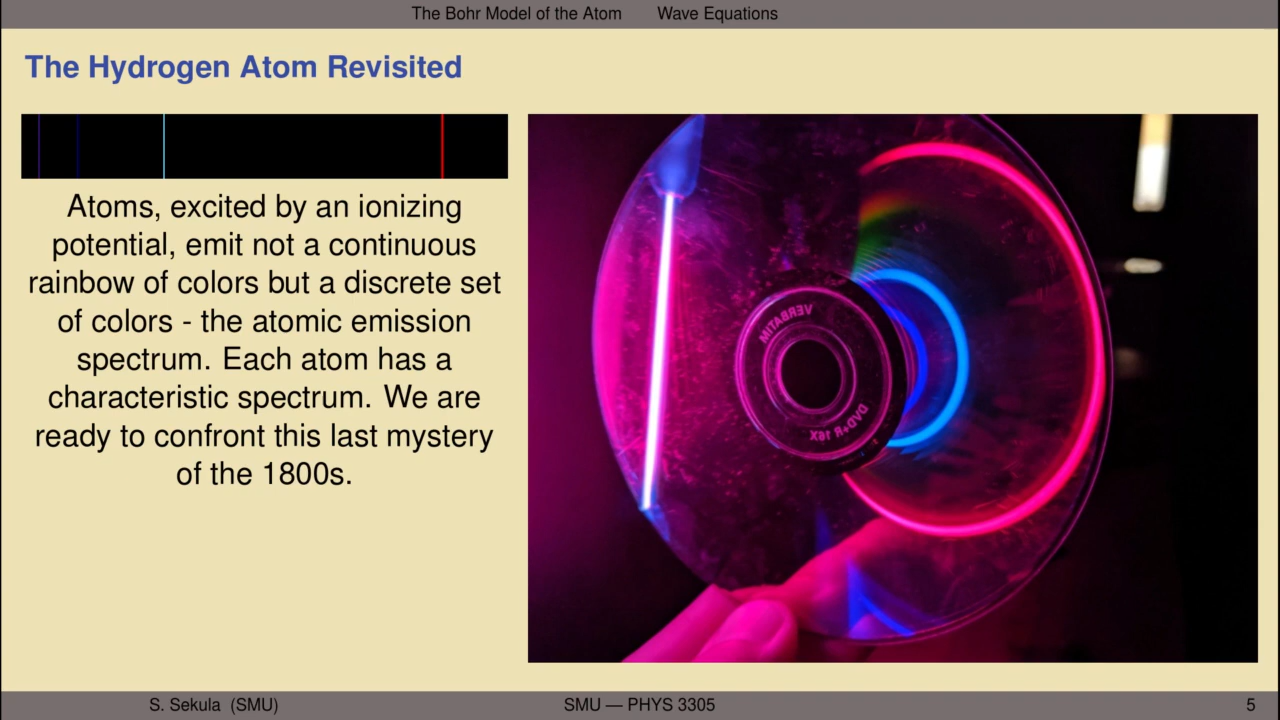 The Bohr Model of the Atom Wave Equations
The Hydrogen Atom Revisited
Atoms, excited by an ionizing
potential, emit not a continuous
rainbow of colors but a discrete set
of colors - the atomic emission
spectrum. Each atom has a
characteristic spectrum. We are
ready to confront this last mystery
of the 1800s.
VERBATIM
DVD+R 16X
S. Sekula (SMU) SMU — PHYS 3305 5